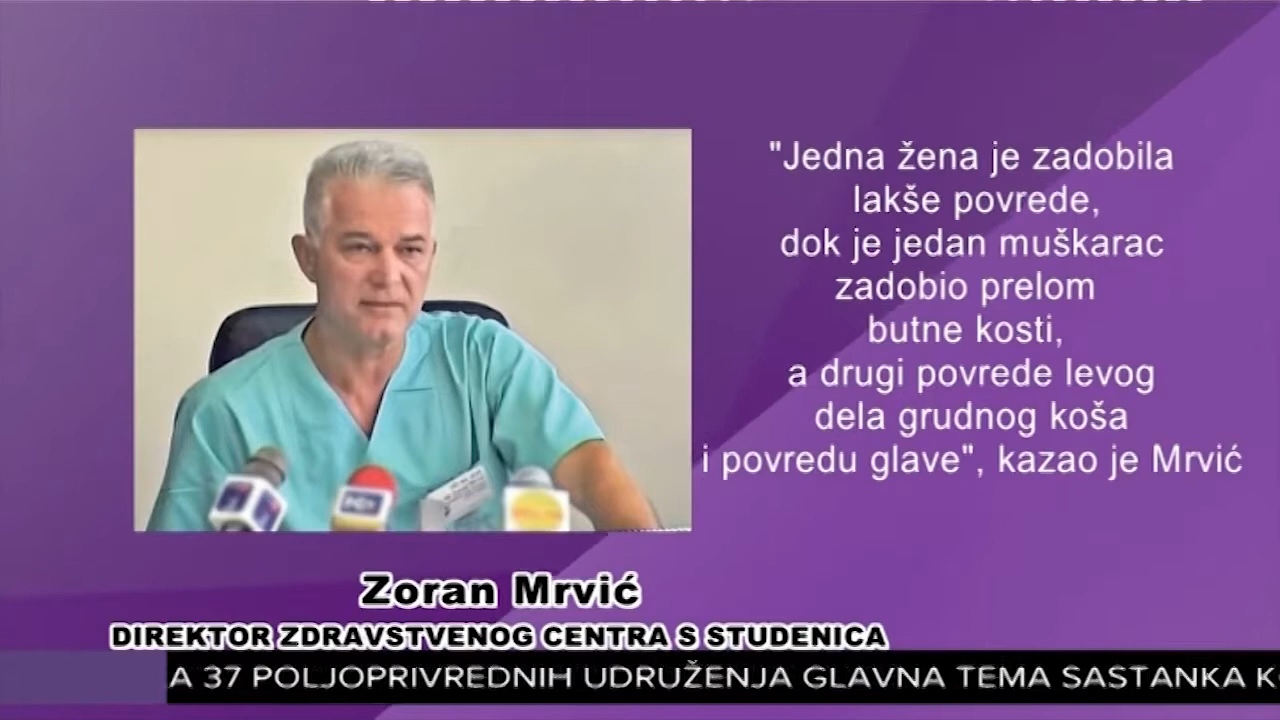 "Jedna žena je zadobila
lakše povrede,
dok je jedan muškarac
zadobio prelom
butne kosti,
a drugi povrede levog
dela grudnog koša
i povredu glave", kazao je Mrvić
Zoran Mrvić
DIREKTOR ZDRAVSTVENOG CENTRA S STUDENICA
A 37 POLJOPRIVREDNIH UDRUŽENJA GLAVNA TEMA SASTANKA